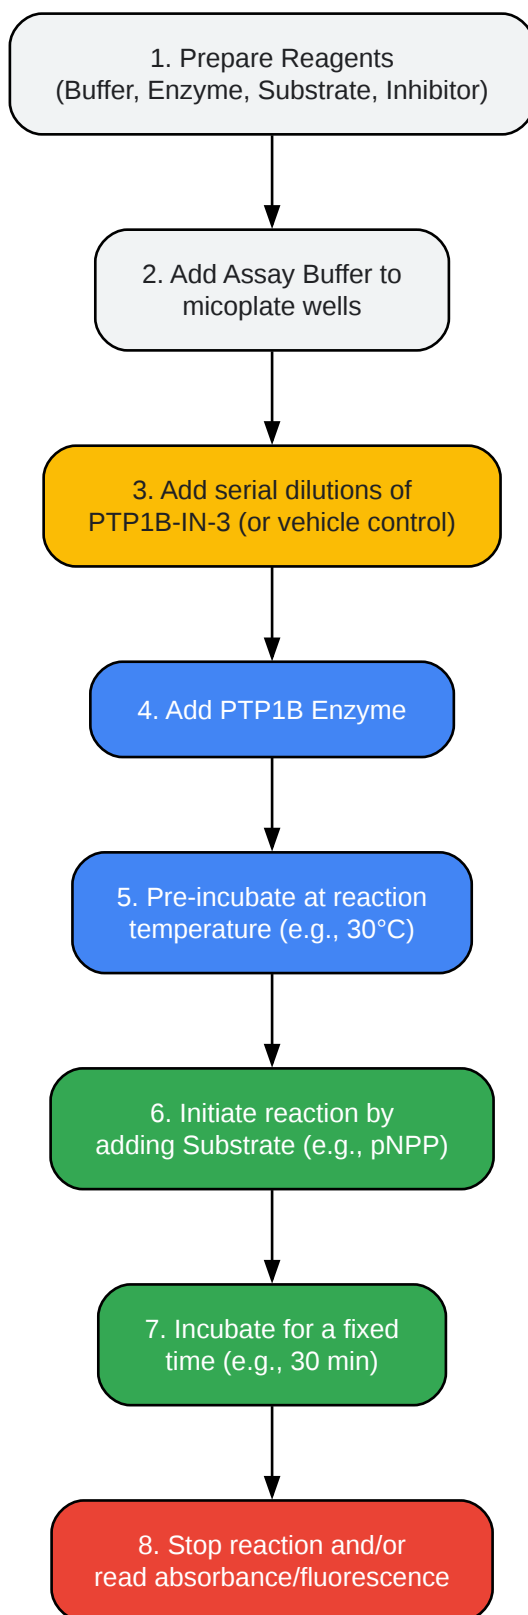 1. Prepare Reagents
(Buffer, Enzyme, Substrate, Inhibitor)
2. Add Assay Buffer to
micoplate wells
3. Add serial dilutions of
PTP1B-IN-3 (or vehicle control)
4. Add PTP1B Enzyme
5. Pre-incubate at reaction
temperature (e.g., 30°C)
6. Initiate reaction by
adding Substrate (e.g., pNPP)
7. Incubate for a fixed
time (e.g., 30 min)
8. Stop reaction and/or
read absorbance/fluorescence